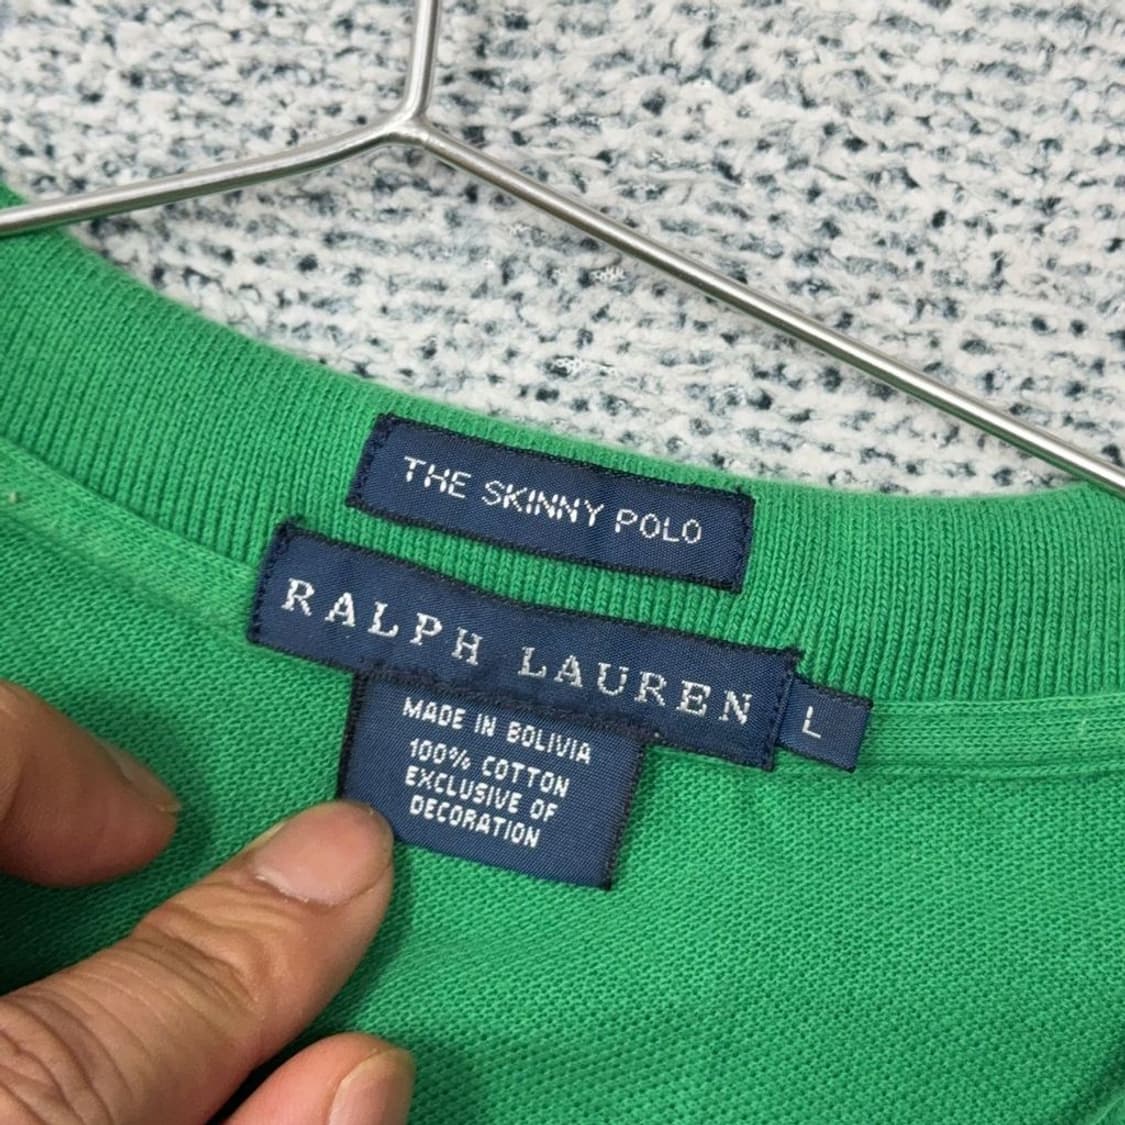 THE SKINNY POLO
RALPH LAUREN
L
MADE IN BOLIVIA
100% COTTON
EXCLUSIVE OF
DECORATION